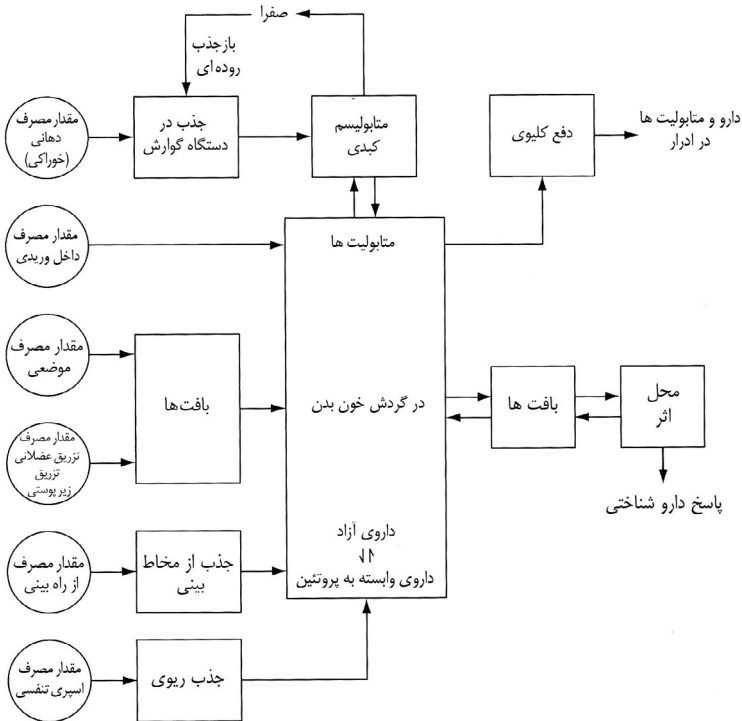 صفرا
بازجذب
روده ای
مقدار مصرف
دهانی
(خوراکی)
جذب در
دستگاه گوارش
متابولیسم
کبدی
دفع کلیوی
دارو و متابولیت ها
در ادرار
مقدار مصرف
داخل وریدی
متابولیت ها
مقدار مصرف
موضعی
بافت‌ها
در گردش خون بدن
بافت ها
محل
اثر
مقدار مصرف
تزریق عضلانی
تزریق
زیر پوستی
پاسخ دارو شناختی
داروی آزاد
داروی وابسته به پروتئین
مقدار مصرف
از راه بینی
جذب از مخاط
بینی
مقدار مصرف
اسپری تنفسی
جذب ریوی